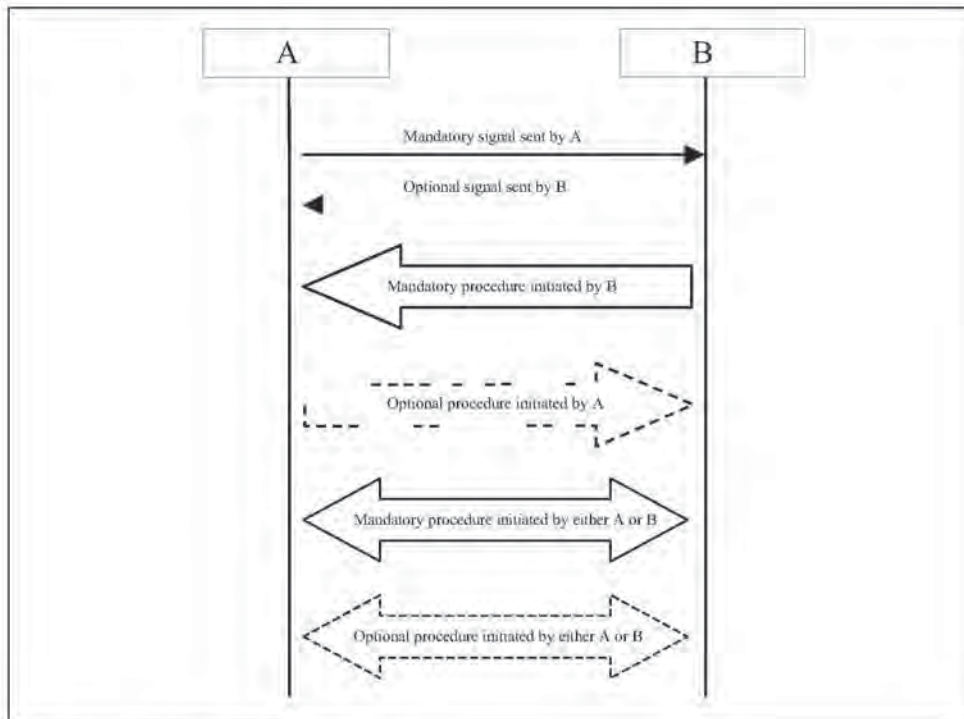 A
B
Mandatory signal sent by A
Optional signal sent by B
Mandatory procedure initiated by B
Optional procedure initiated by A
Mandatory procedure initiated by either A or B
Optional procedure initiated by either A or B